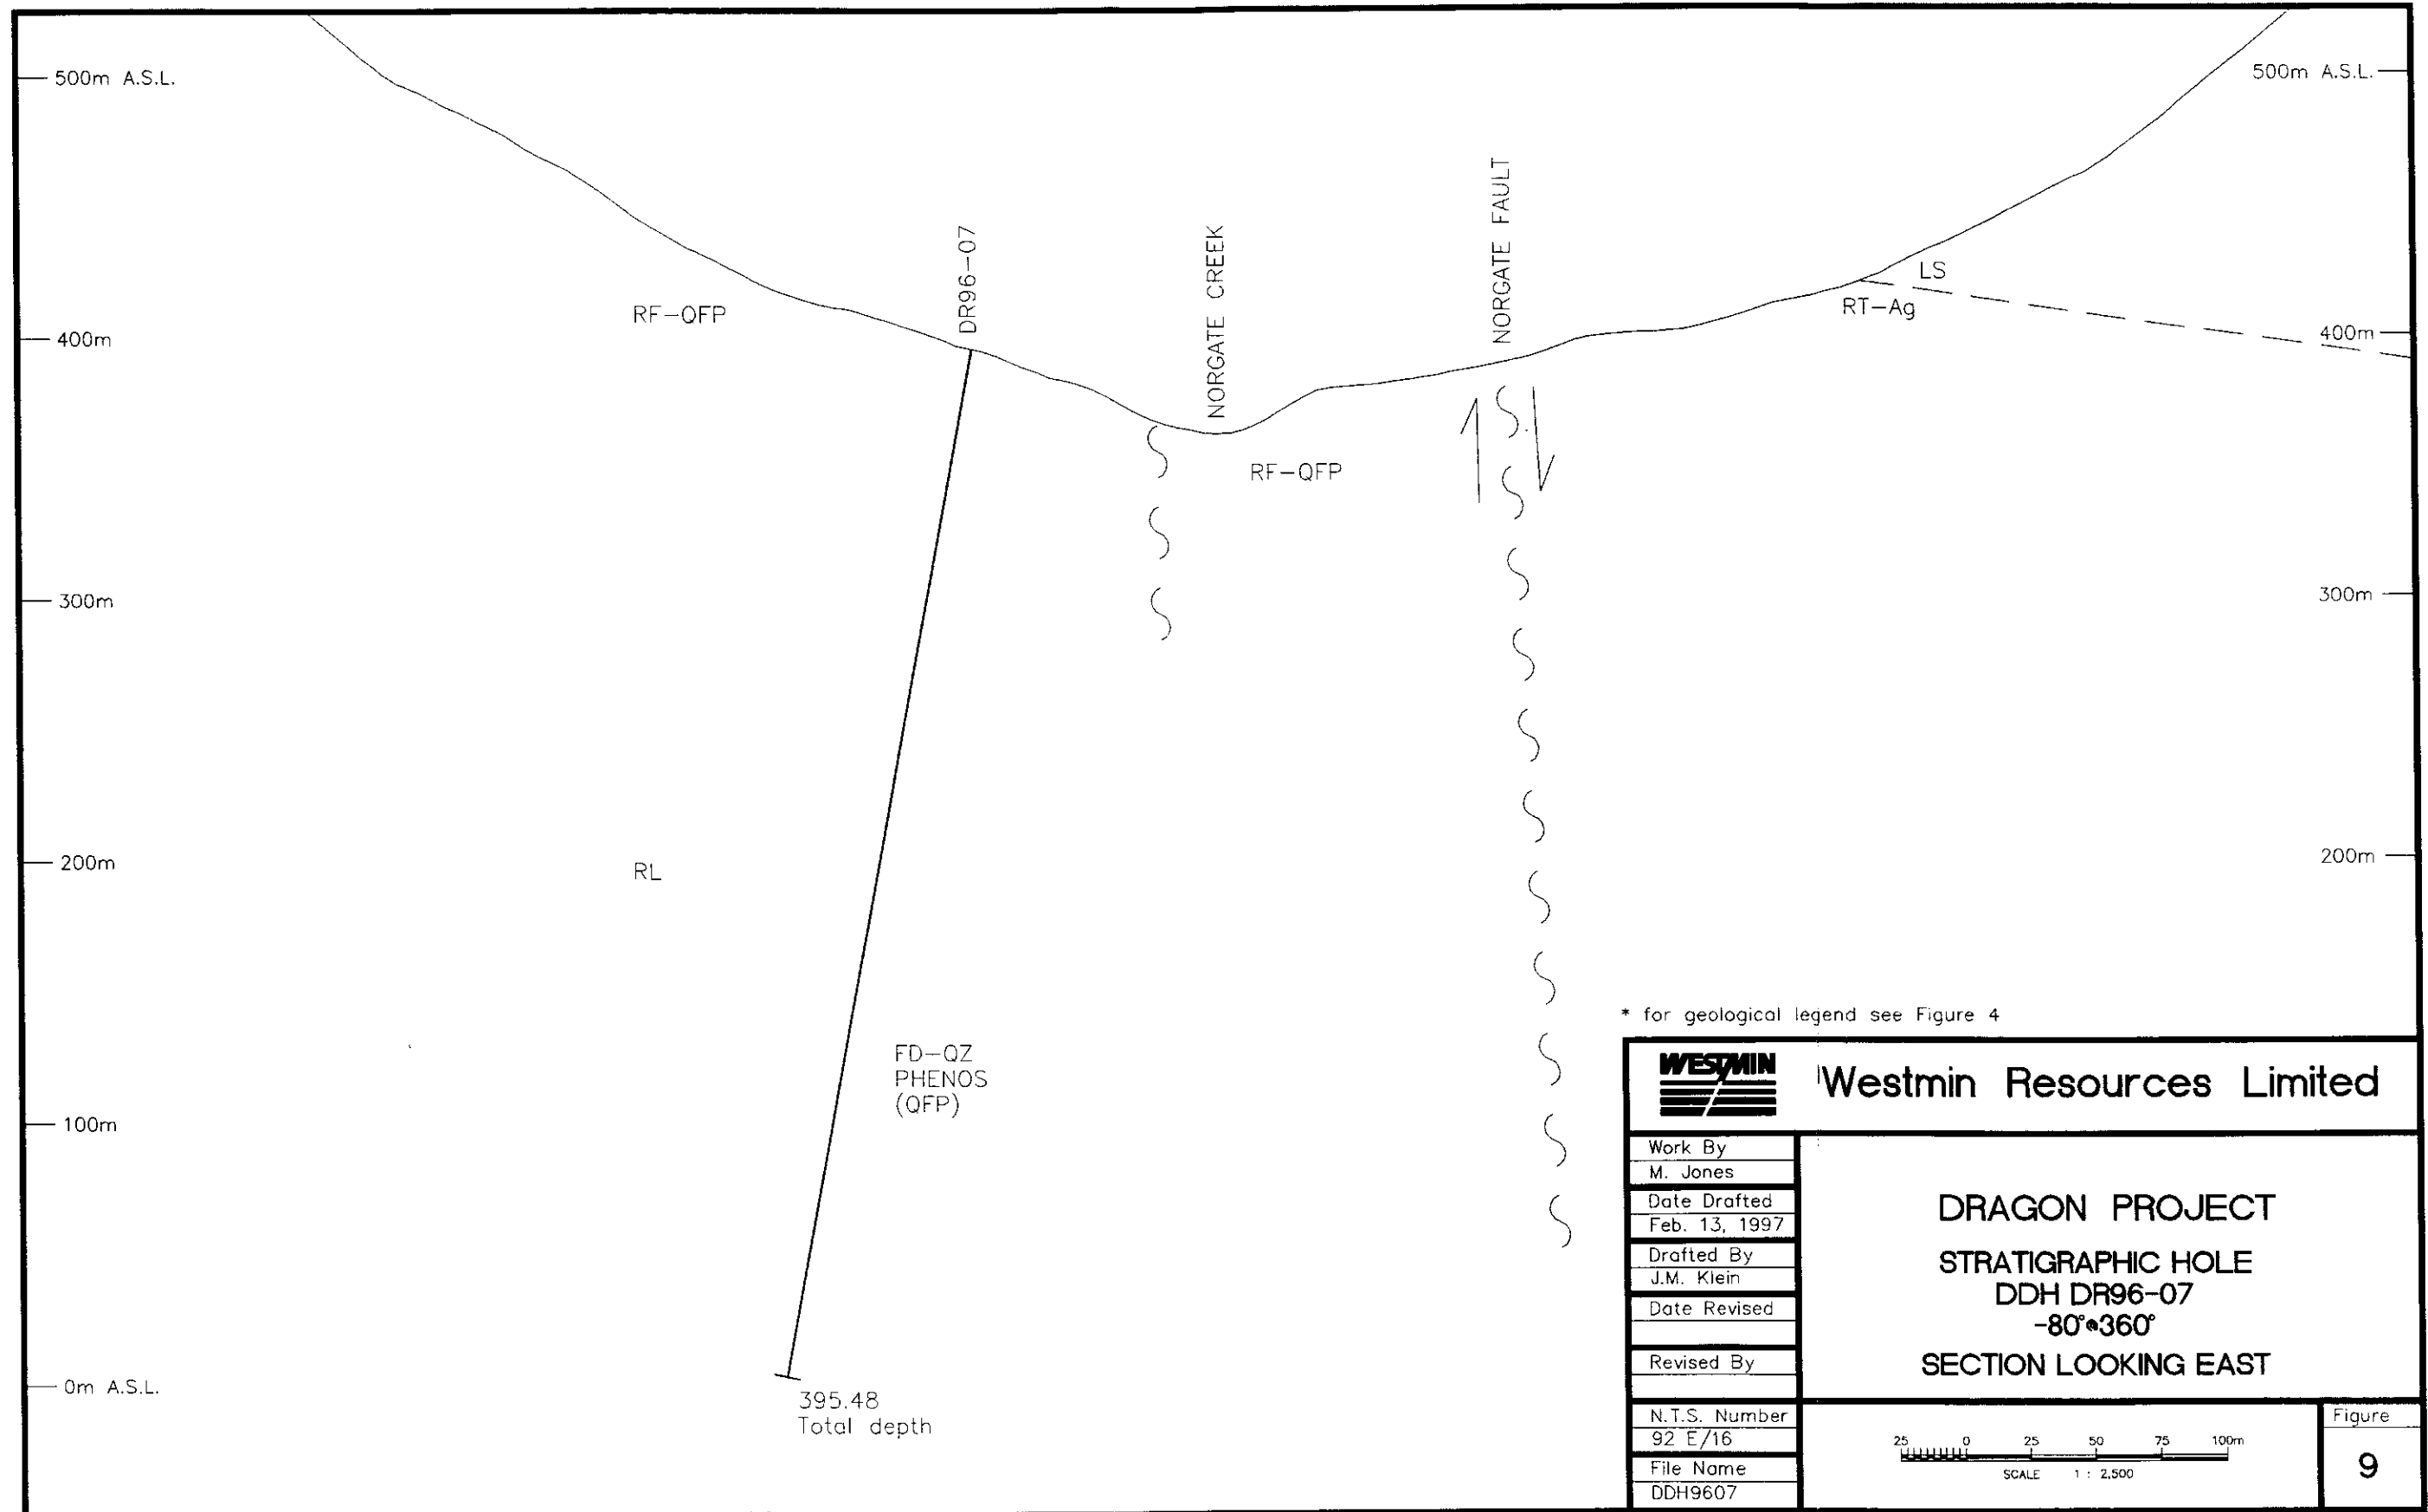 500m A.S.L.
500m A.S.L.
NORGATE FAULT
DR96-07
NORGATE CREEK
LS
RT-Ag
RF-QFP
400m
400m
RF-QFP
300m
300m
200m
200m
RL
* for geological legend see Figure 4
FD-QZ
PHENOS
(QFP)
100m
0m A.S.L.
395.48
Total depth
WESTMIN
Westmin Resources Limited
Work By
M. Jones
Date Drafted
Feb. 13, 1997
Drafted By
J.M. Klein
Date Revised
Revised By
N.T.S. Number
92 E/16
File Name
DDH9607
DRAGON PROJECT
STRATIGRAPHIC HOLE
DDH DR96-07
-80°@360°
SECTION LOOKING EAST
25 0 25 50 75 100m
SCALE 1 : 2,500
Figure
9